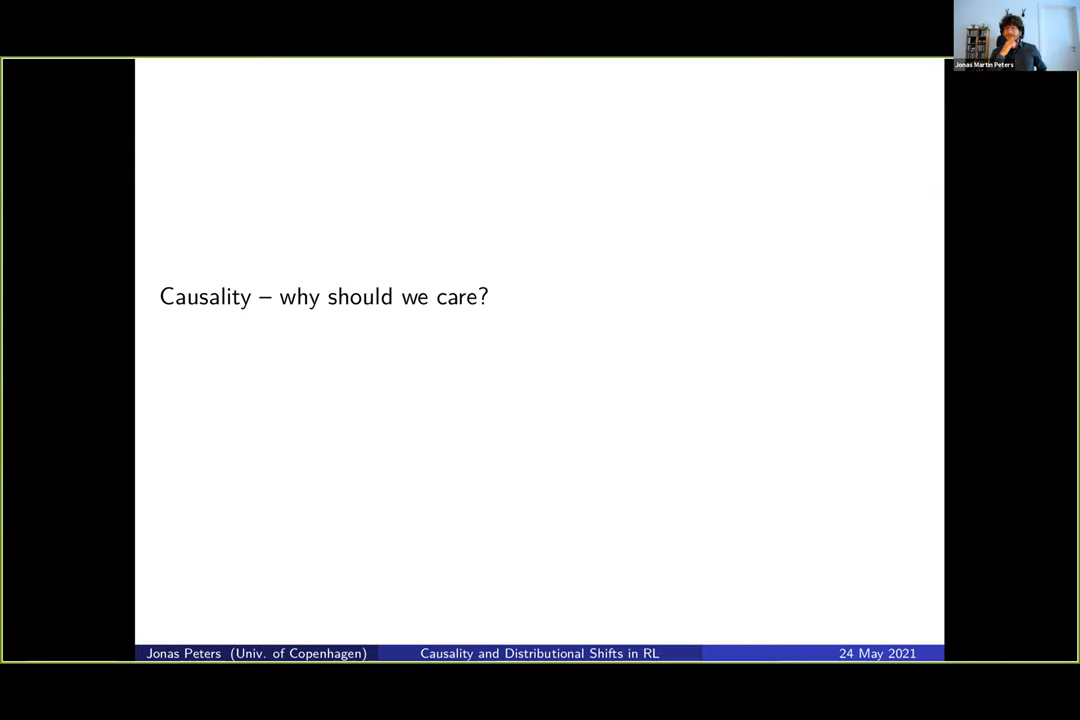 Jonas Martin Peters
Causality – why should we care?
Jonas Peters (Univ. of Copenhagen) Causality and Distributional Shifts in RL 24 May 2021